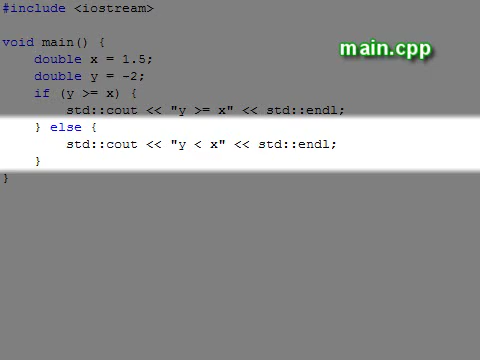 #include <iostream>
main.cpp
void main() {
    double x = 1.5;
    double y = -2;
    if (y >= x) {
        std::cout << "y >= x" << std::endl;
    } else {
        std::cout << "y < x" << std::endl;
    }
}